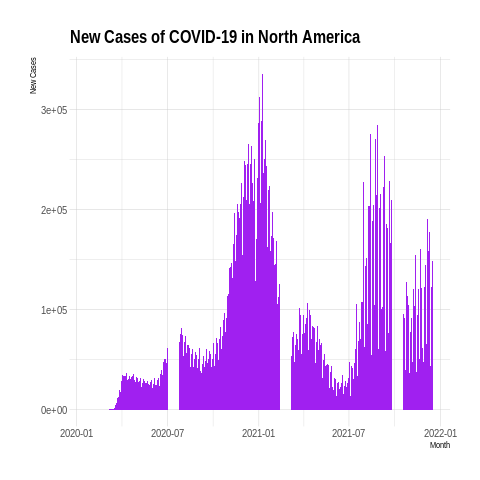 New Cases of COVID-19 in North America
New Cases
3e+05
2e+05
1e+05
0e+00
2020-01 2020-07 2021-01 2021-07 2022-01
Month